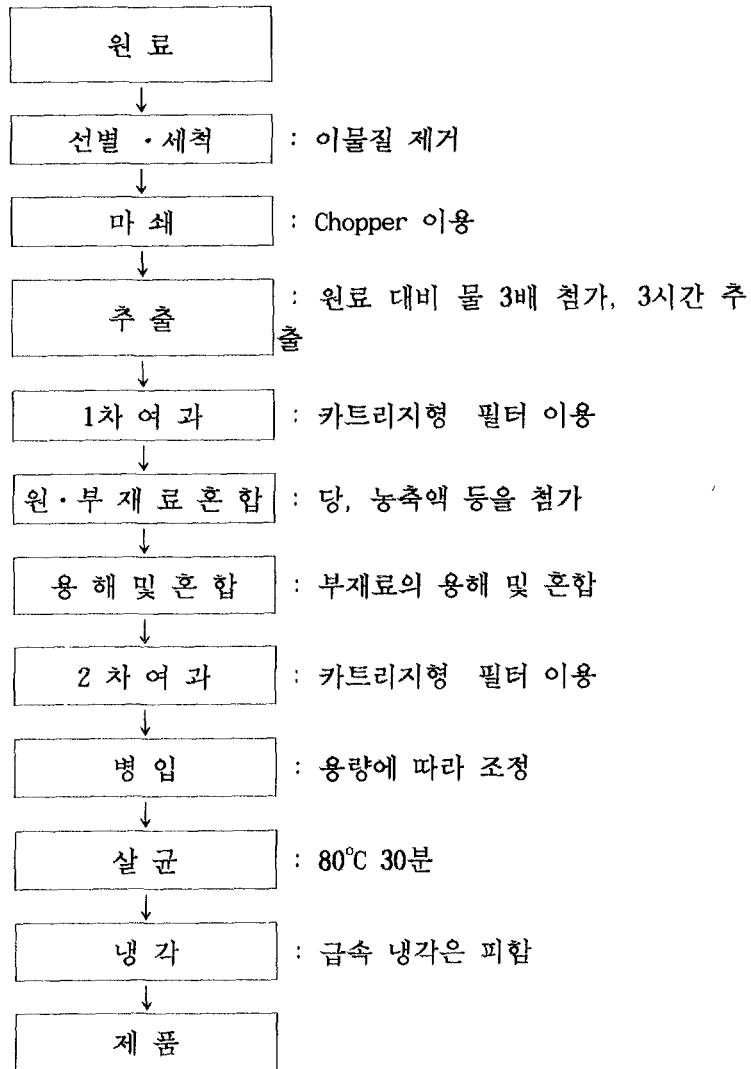 원 료
↓
선별 · 세척 : 이물질 제거
↓
마 쇄 : Chopper 이용
↓
추 출 : 원료 대비 물 3배 첨가, 3시간 추
출
↓
1차 여 과 : 카트리지형 필터 이용
↓
원 · 부 재 료 혼 합 : 당, 농축액 등을 첨가
↓
용 해 및 혼 합 : 부재료의 용해 및 혼합
↓
2 차 여 과 : 카트리지형 필터 이용
↓
병 입 : 용량에 따라 조정
↓
살 균 : 80℃ 30분
↓
냉 각 : 급속 냉각은 피함
↓
제 품